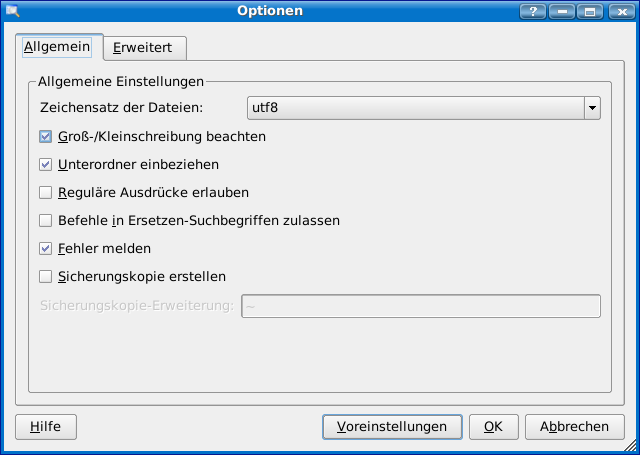 Optionen
Allgemein
Erweitert
Allgemeine Einstellungen
Zeichensatz der Dateien:
utf8
Groß-/Kleinschreibung beachten
Unterordner einbeziehen
Reguläre Ausdrücke erlauben
Befehle in Ersetzen-Suchbegriffen zulassen
Fehler melden
Sicherungskopie erstellen
Sicherungskopie-Erweiterung:
~
Hilfe
Voreinstellungen
OK
Abbrechen